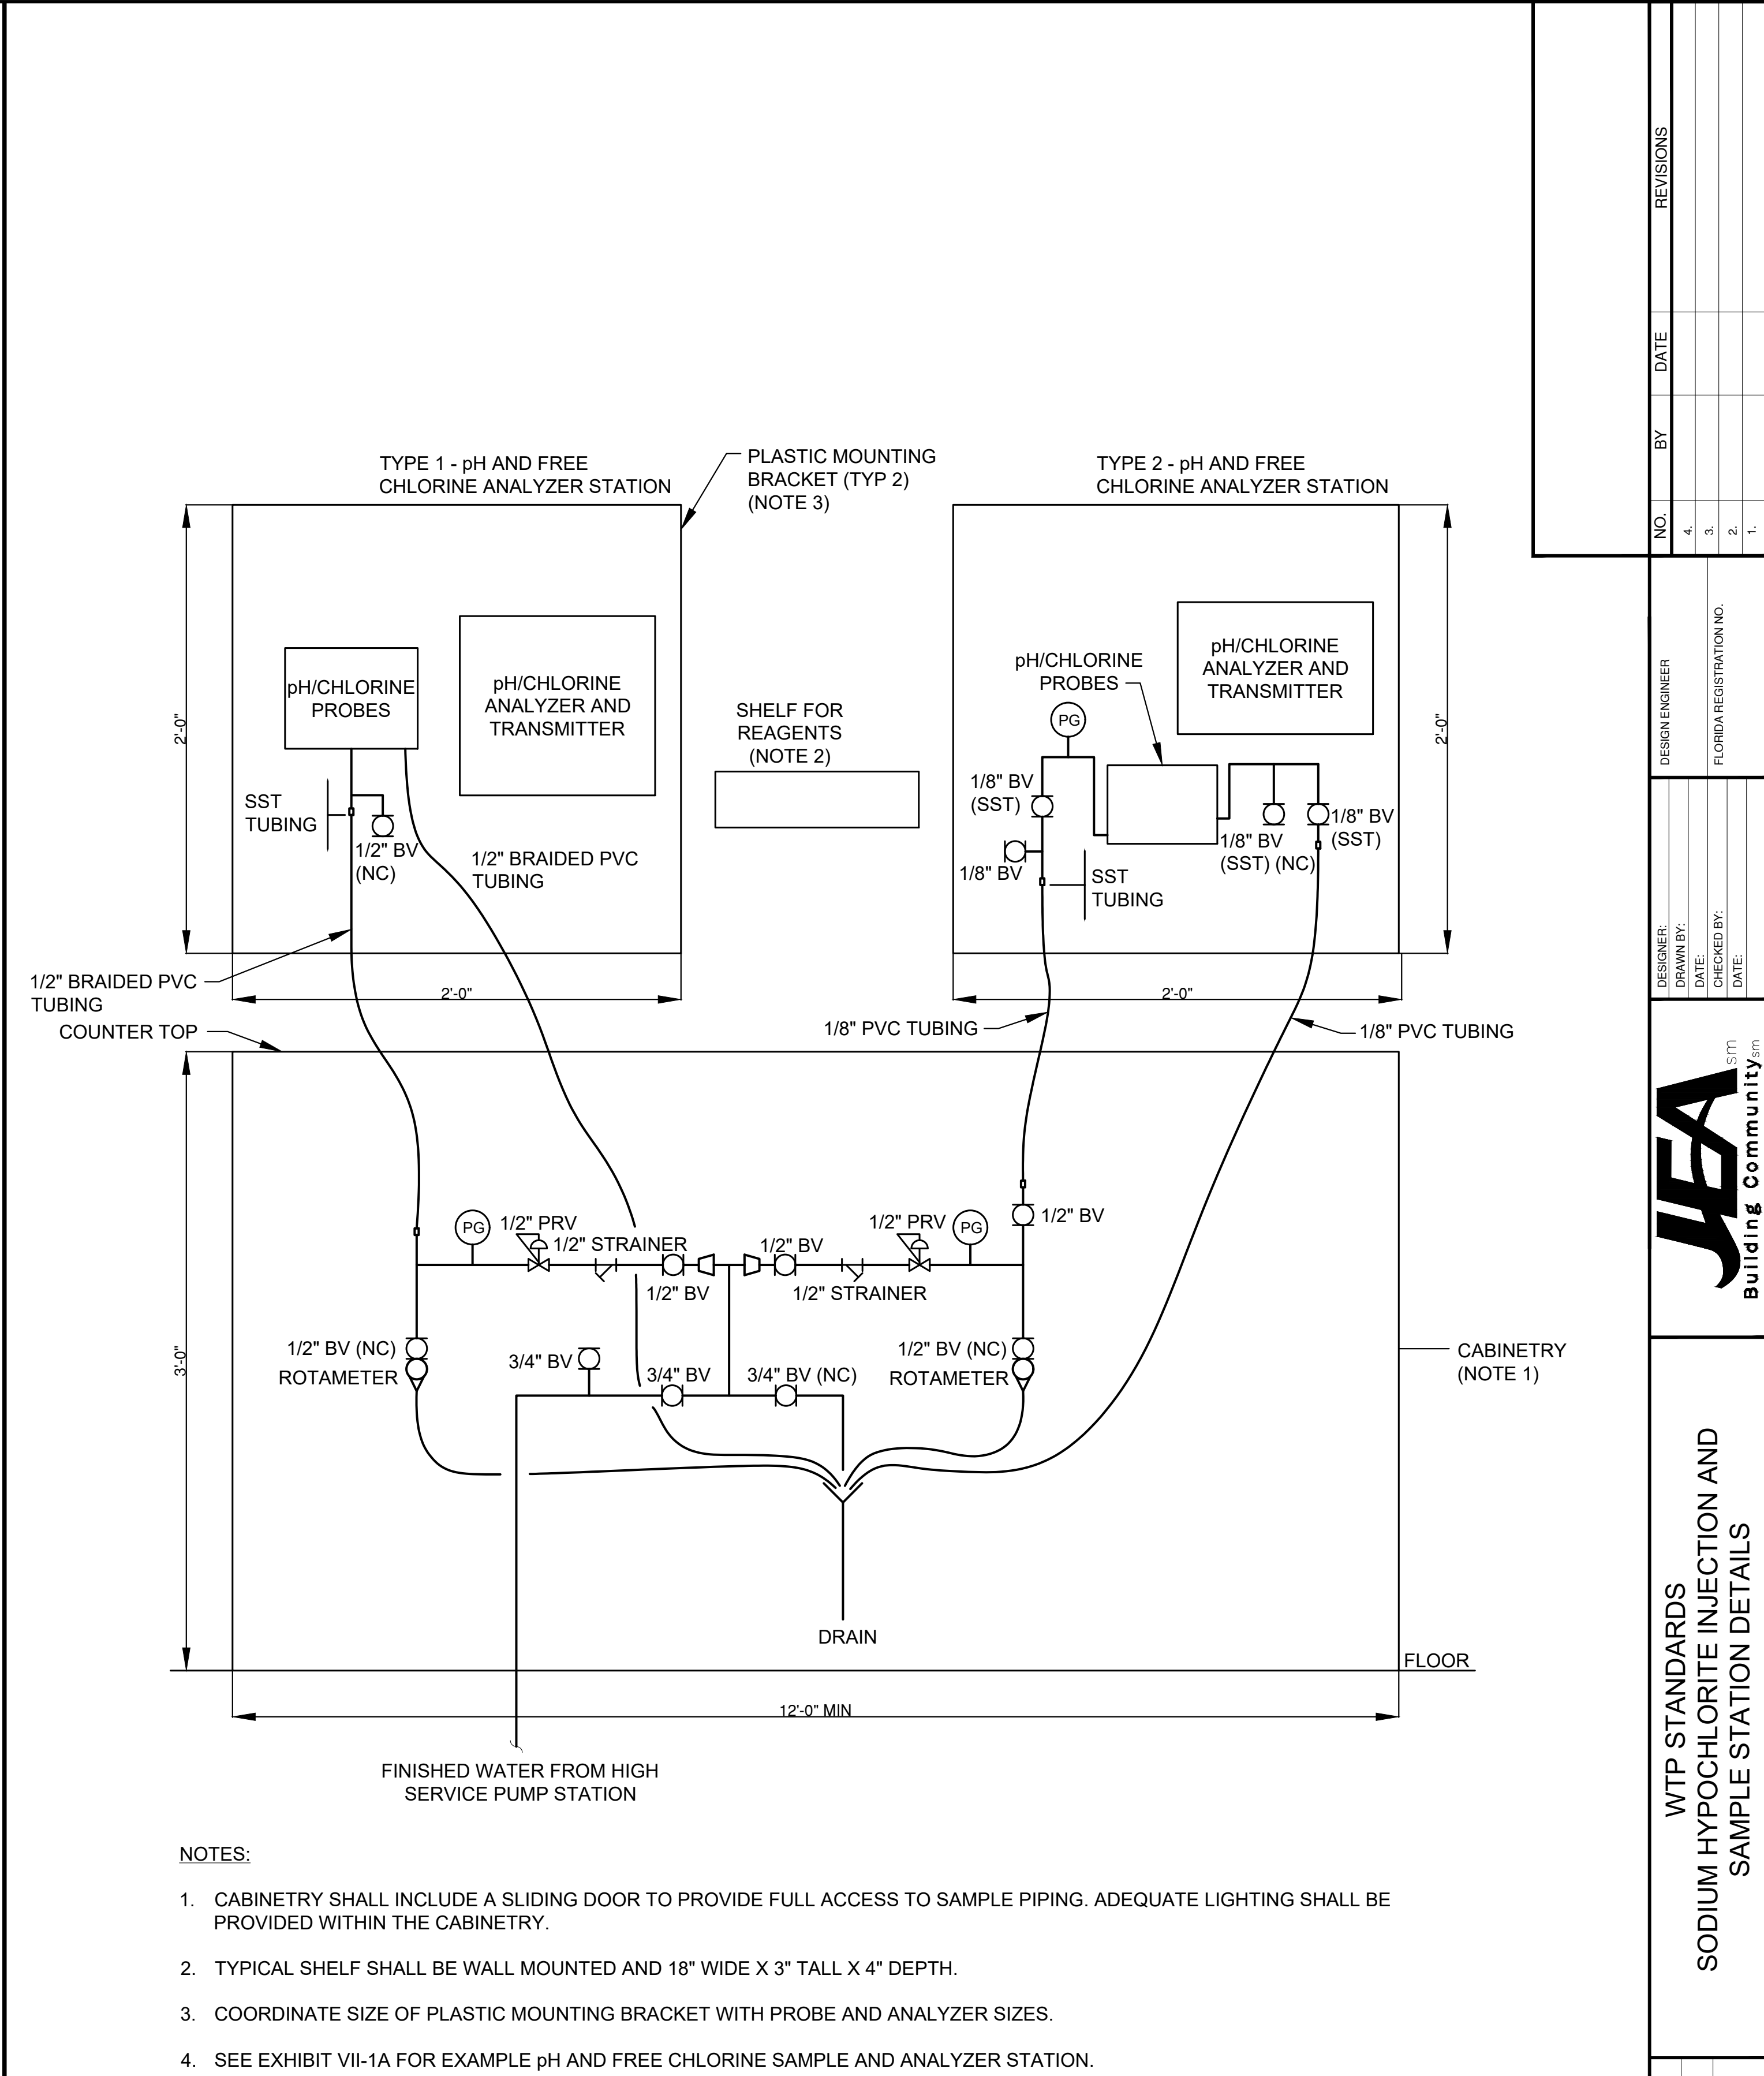 TYPE 1 - pH AND FREE
CHLORINE ANALYZER STATION
PLASTIC MOUNTING
BRACKET (TYP 2)
(NOTE 3)
TYPE 2 - pH AND FREE
CHLORINE ANALYZER STATION
2'-0"
pH/CHLORINE
PROBES
pH/CHLORINE
ANALYZER AND
TRANSMITTER
SST
TUBING
1/2" BV
(NC)
1/2" BRAIDED PVC
TUBING
SHELF FOR
REAGENTS
(NOTE 2)
pH/CHLORINE
PROBES
pH/CHLORINE
ANALYZER AND
TRANSMITTER
PG
1/8" BV
(SST)
1/8" BV
SST
TUBING
1/8" BV
(SST) (NC)
1/8" BV
(SST)
2'-0"
1/2" BRAIDED PVC
TUBING
2'-0"
2'-0"
COUNTER TOP
1/8" PVC TUBING
1/8" PVC TUBING
PG
1/2" PRV
1/2" STRAINER
1/2" BV
1/2" BV
1/2" STRAINER
1/2" PRV
PG
1/2" BV
3'-0"
1/2" BV (NC)
ROTAMETER
3/4" BV
3/4" BV
3/4" BV (NC)
1/2" BV (NC)
ROTAMETER
CABINETRY
(NOTE 1)
DRAIN
FLOOR
12'-0" MIN
FINISHED WATER FROM HIGH
SERVICE PUMP STATION
NOTES:
1. CABINETRY SHALL INCLUDE A SLIDING DOOR TO PROVIDE FULL ACCESS TO SAMPLE PIPING. ADEQUATE LIGHTING SHALL BE
PROVIDED WITHIN THE CABINETRY.
2. TYPICAL SHELF SHALL BE WALL MOUNTED AND 18" WIDE X 3" TALL X 4" DEPTH.
3. COORDINATE SIZE OF PLASTIC MOUNTING BRACKET WITH PROBE AND ANALYZER SIZES.
4. SEE EXHIBIT VII-1A FOR EXAMPLE pH AND FREE CHLORINE SAMPLE AND ANALYZER STATION.
NO. BY DATE REVISIONS
4.
3.
2.
1.
DESIGN ENGINEER
FLORIDA REGISTRATION NO.
DESIGNER:
DRAWN BY:
DATE:
CHECKED BY:
DATE:
JEA sm
Building Community sm
WTP STANDARDS
SODIUM HYPOCHLORITE INJECTION AND
SAMPLE STATION DETAILS